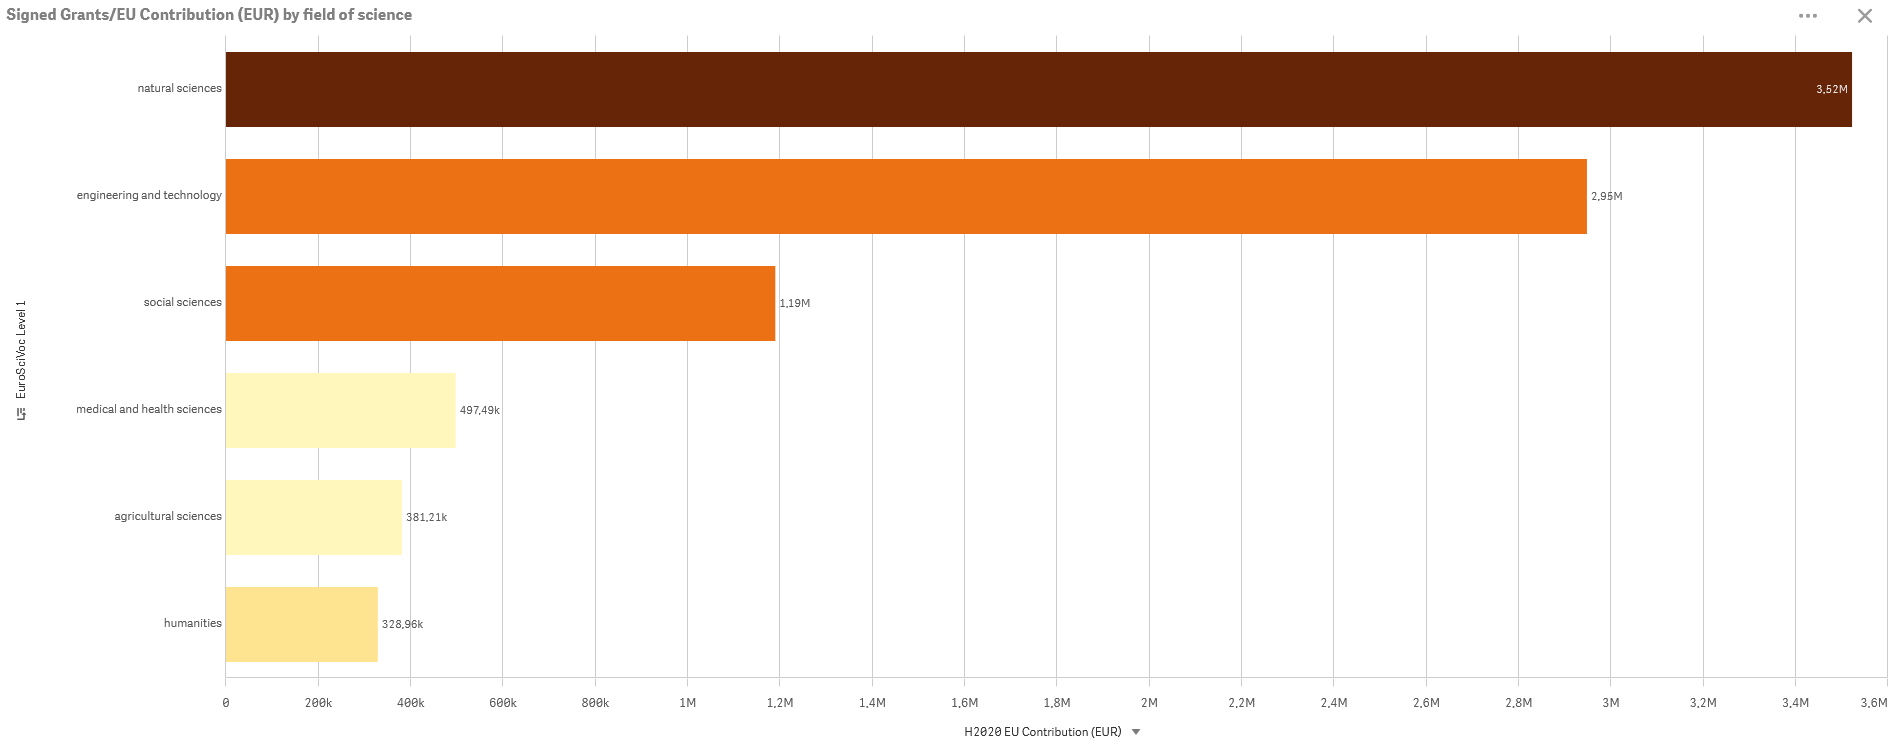 Signed Grants/EU Contribution (EUR) by field of science
EuroSciVoc Level 1
natural sciences
3,52M
engineering and technology
2,95M
social sciences
1,19M
medical and health sciences
497,49k
agricultural sciences
381,21k
humanities
328,96k
0 200k 400k 600k 800k 1M 1,2M 1,4M 1,6M 1,8M 2M 2,2M 2,4M 2,6M 2,8M 3M 3,2M 3,4M 3,6M
H2020 EU Contribution (EUR)